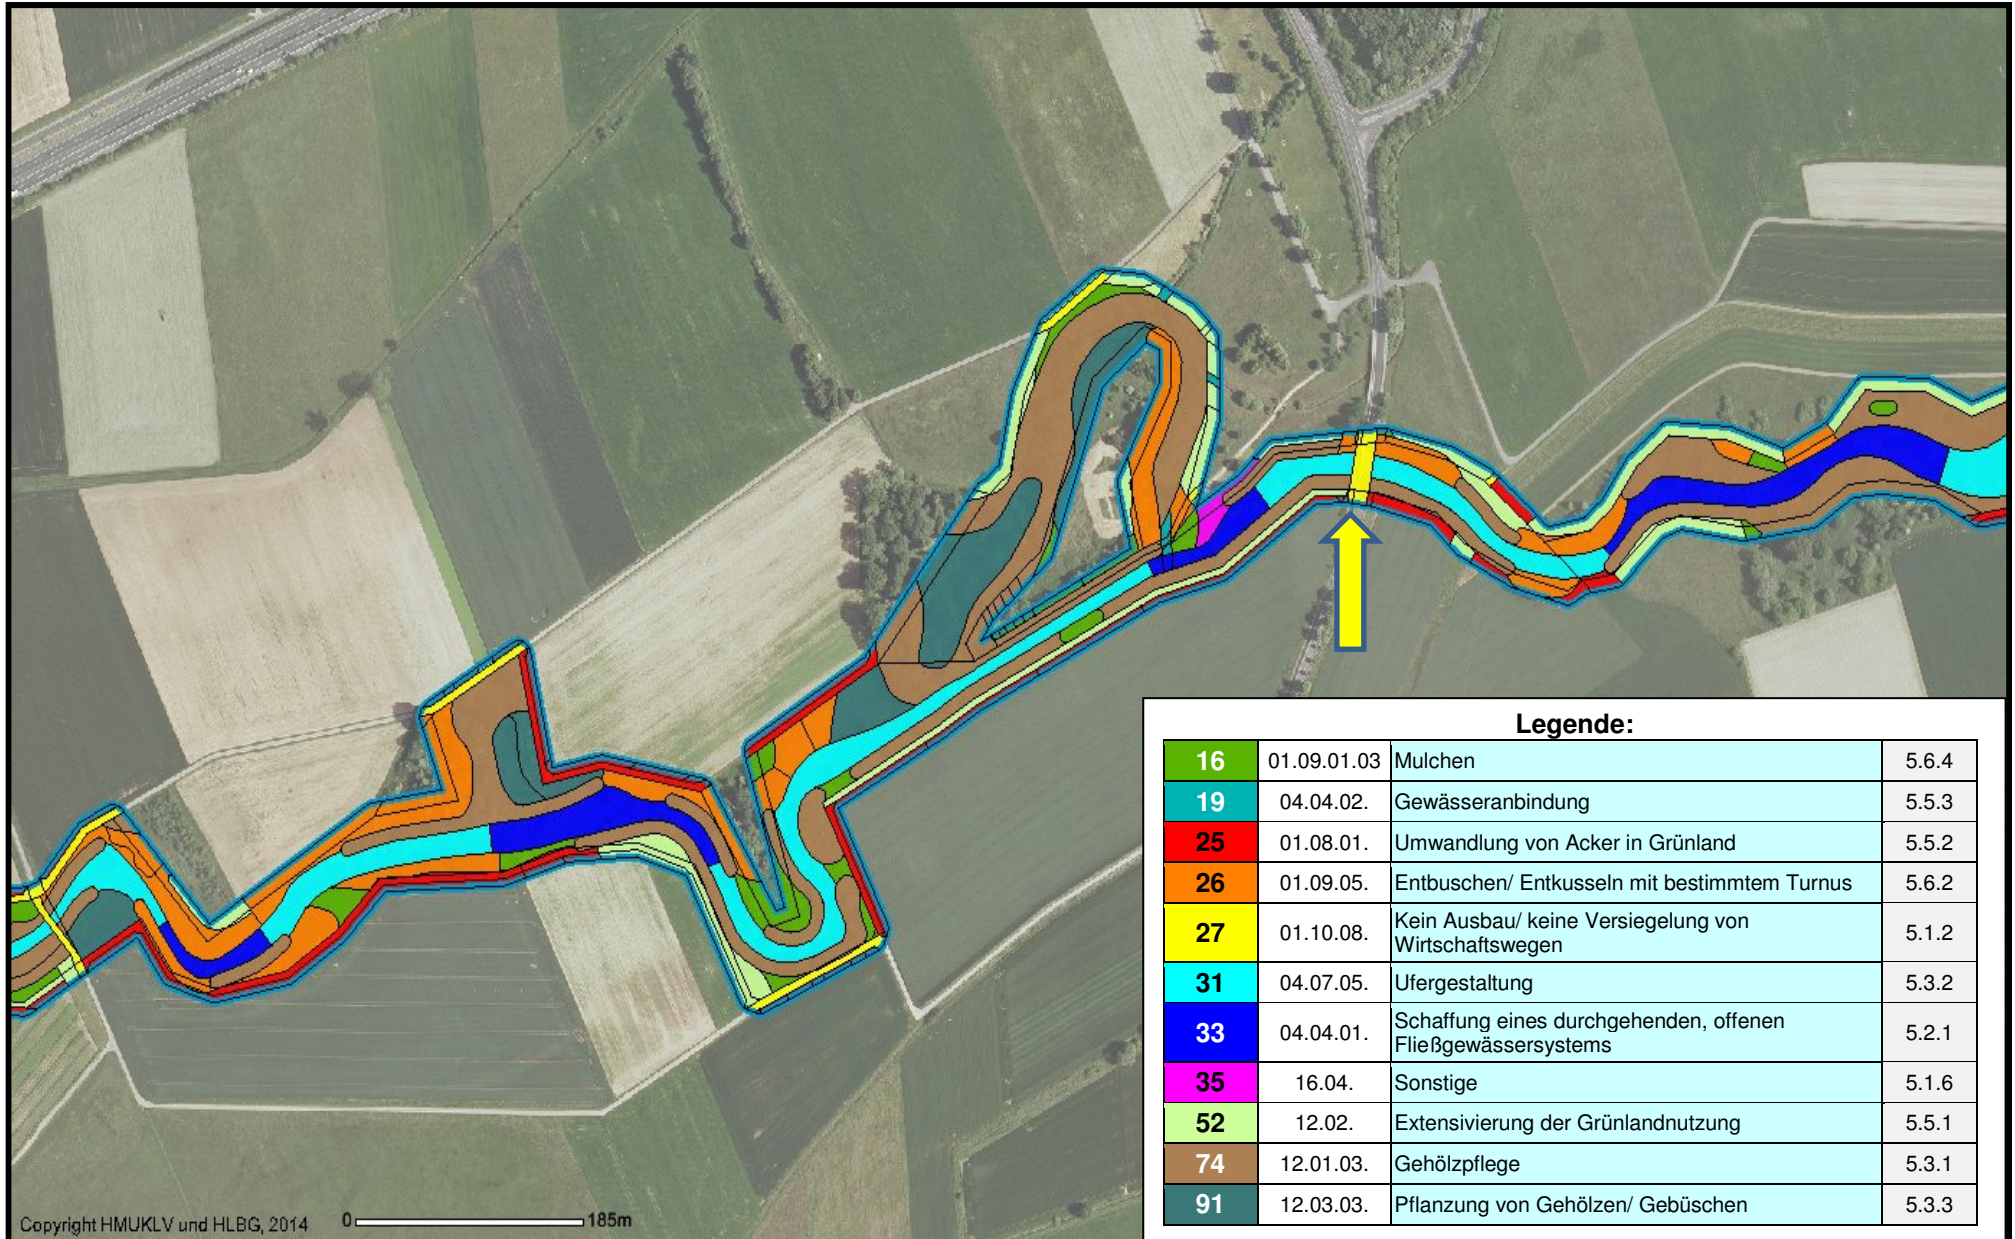 Legende:
16 01.09.01.03 Mulchen 5.6.4
19 04.04.02. Gewässeranbindung 5.5.3
25 01.08.01. Umwandlung von Acker in Grünland 5.5.2
26 01.09.05. Entbuschen/ Entkusseln mit bestimmtem Turnus 5.6.2
27 01.10.08. Kein Ausbau/ keine Versiegelung von
Wirtschaftswegen 5.1.2
31 04.07.05. Ufergestaltung 5.3.2
33 04.04.01. Schaffung eines durchgehenden, offenen
Fließgewässersystems 5.2.1
35 16.04. Sonstige 5.1.6
52 12.02. Extensivierung der Grünlandnutzung 5.5.1
74 12.01.03. Gehölzpflege 5.3.1
91 12.03.03. Pflanzung von Gehölzen/ Gebüschen 5.3.3
Copyright HMUKLV und HLBG, 2014 0 185m